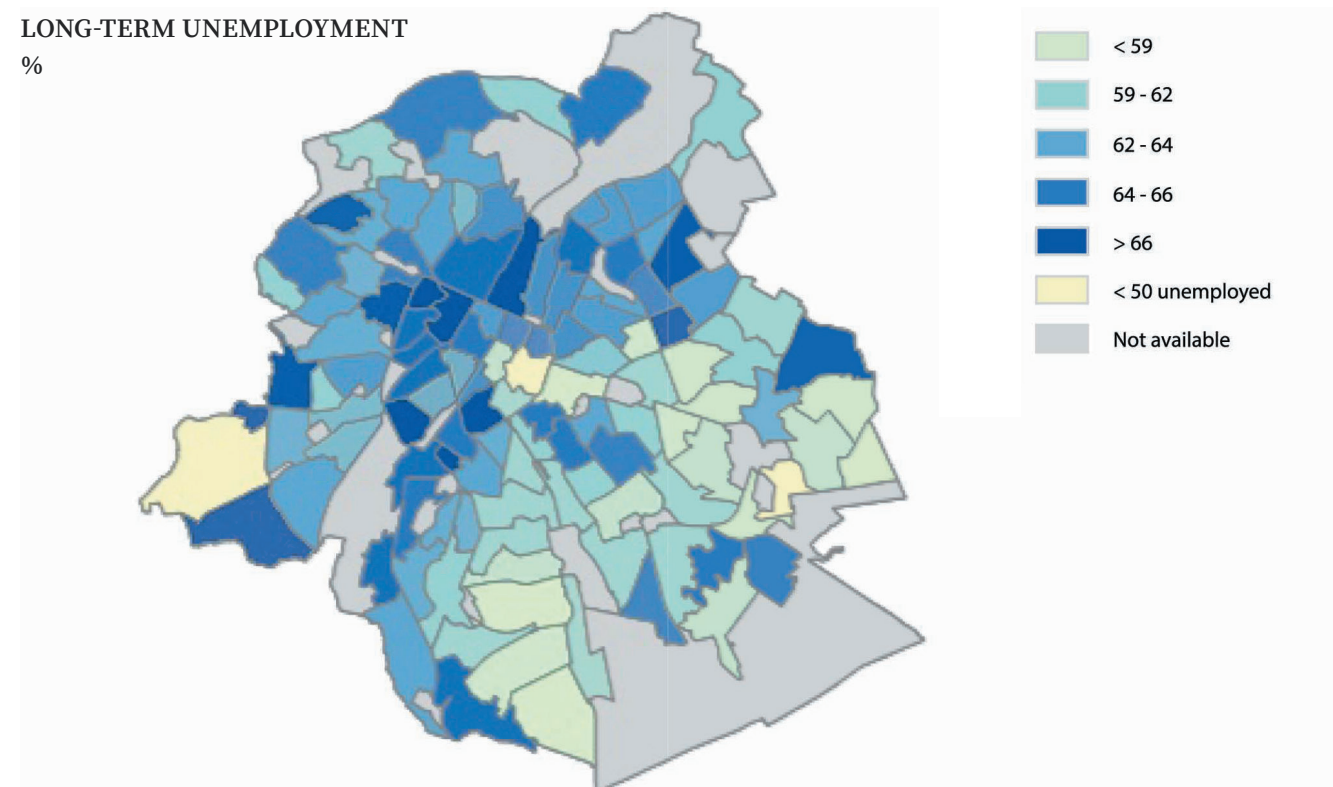 LONG-TERM UNEMPLOYMENT
%
< 59
59 - 62
62 - 64
64 - 66
> 66
< 50 unemployed
Not available